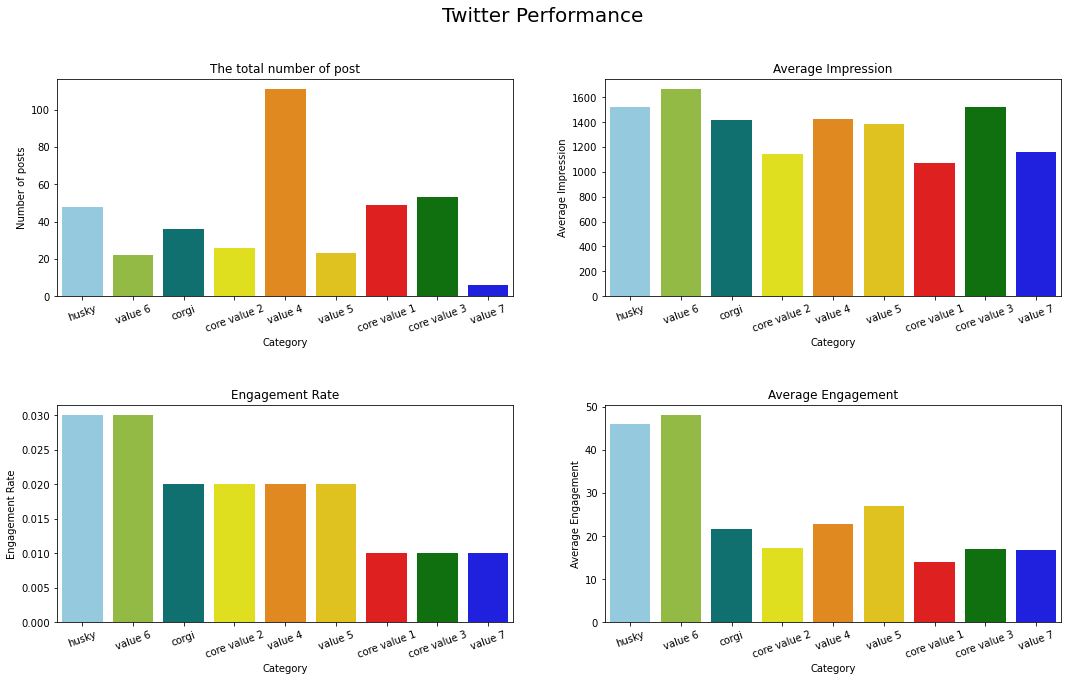 Twitter Performance
The total number of post
Number of posts
100
80
60
40
20
0
husky
value 6
corgi
core value 2
value 4
value 5
core value 1
core value 3
value 7
Category
Average Impression
Average Impression
1600
1400
1200
1000
800
600
400
200
0
husky
value 6
corgi
core value 2
value 4
value 5
core value 1
core value 3
value 7
Category
Engagement Rate
Engagement Rate
0.030
0.025
0.020
0.015
0.010
0.005
0.000
husky
value 6
corgi
core value 2
value 4
value 5
core value 1
core value 3
value 7
Category
Average Engagement
Average Engagement
50
40
30
20
10
0
husky
value 6
corgi
core value 2
value 4
value 5
core value 1
core value 3
value 7
Category